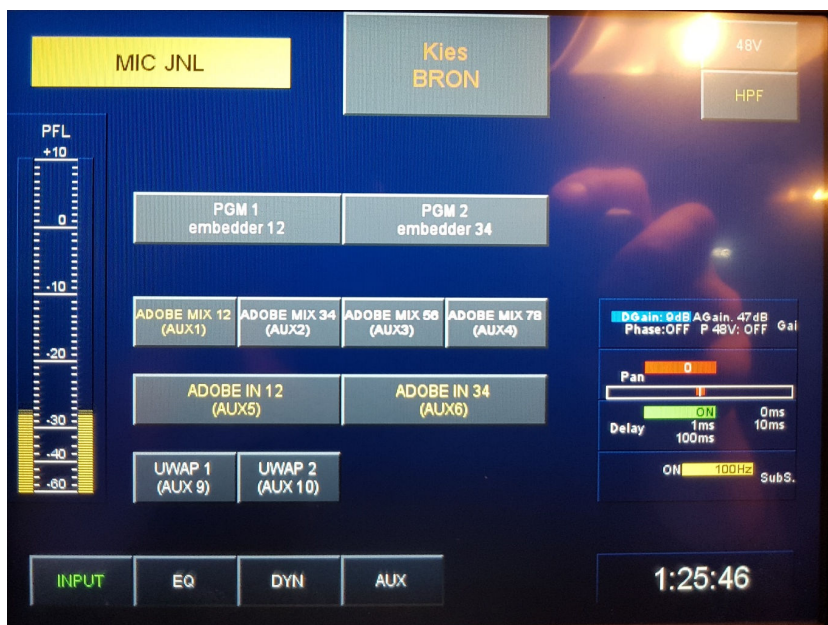 MIC JNL
Kies
BRON
48V
HPF
PFL
+10
0
-10
-20
-30
-40
-60
PGM 1
embedder 12
PGM 2
embedder 34
ADOBE MIX 12
(AUX1)
ADOBE MIX 34
(AUX2)
ADOBE MIX 56
(AUX3)
ADOBE MIX 78
(AUX4)
ADOBE IN 12
(AUX5)
ADOBE IN 34
(AUX6)
UWAP 1
(AUX 9)
UWAP 2
(AUX 10)
DGain: 0dB AGain. 47dB
Phase:OFF P 48V: OFF Gai
0
Pan
ON 0ms
Delay 1ms 10ms
100ms
ON 100Hz SubS.
INPUT
EQ
DYN
AUX
1:25:46